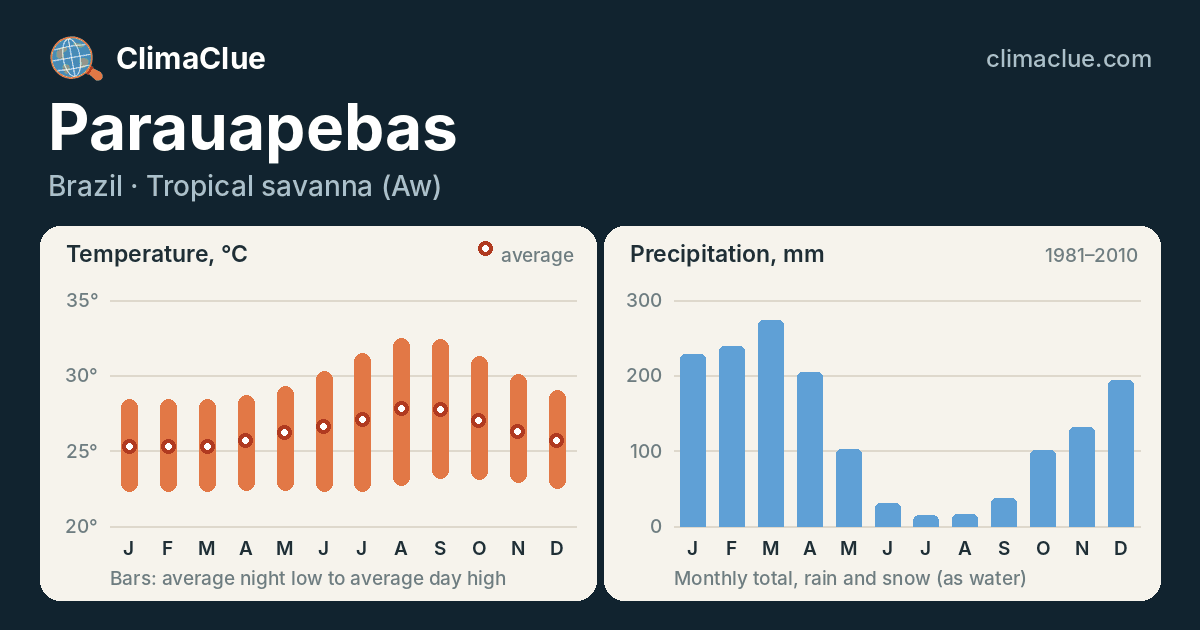 ClimaClue
climaclue.com
Parauapebas
Brazil · Tropical savanna (Aw)
Temperature, °C
average
35°
30°
25°
20°
J F M A M J J A S O N D
Bars: average night low to average day high
Precipitation, mm
1981–2010
300
200
100
0
J F M A M J J A S O N D
Monthly total, rain and snow (as water)